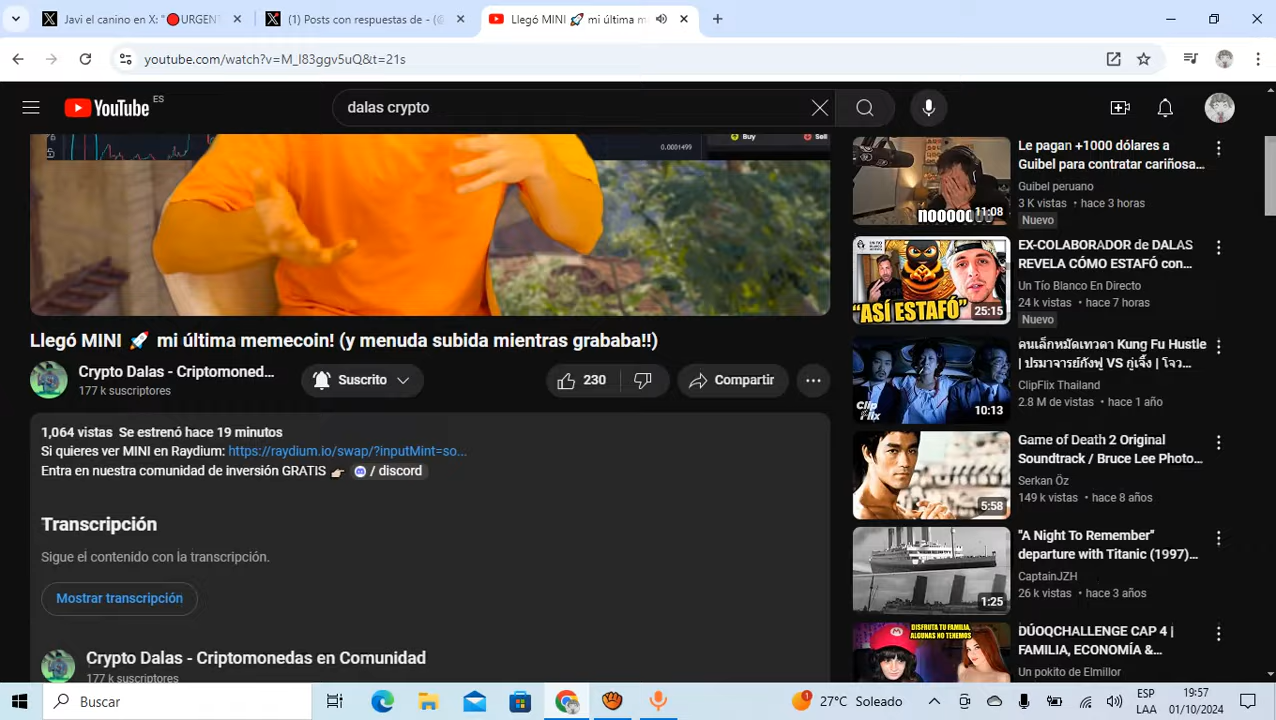 Javi el canino en X: "🔴URGENT
(1) Posts con respuestas de - (@
Llegó MINI 🚀 mi última m
youtube.com/watch?v=M_l83ggv5uQ&t=21s
YouTube ES
dalas crypto
Buy
Sell
0.0001499
Llegó MINI 🚀 mi última memecoin! (y menuda subida mientras grababa!!)
Crypto Dalas - Criptomoned...
177 k suscriptores
Suscrito
230
Compartir
1,064 vistas Se estrenó hace 19 minutos
Si quieres ver MINI en Raydium: https://raydium.io/swap/?inputMint=so...
Entra en nuestra comunidad de inversión GRATIS 👉🏻 / discord
Transcripción
Sigue el contenido con la transcripción.
Mostrar transcripción
Crypto Dalas - Criptomonedas en Comunidad
177 k suscriptores
11:08
Le pagan +1000 dólares a
Guibel para contratar cariñosa...
Guibel peruano
3 K vistas • hace 3 horas
Nuevo
"ASÍ ESTAFÓ"
25:15
EX-COLABORADOR de DALAS
REVELA CÓMO ESTAFÓ con...
Un Tío Blanco En Directo
24 k vistas • hace 7 horas
Nuevo
Clip
Flix
10:13
คนเล็กหมัดเทวดา Kung Fu Hustle
| ปรมาจารย์กังฟู VS กู่เจิ้ง | โจว...
ClipFlix Thailand
2.8 M de vistas • hace 1 año
5:58
Game of Death 2 Original
Soundtrack / Bruce Lee Photo...
Serkan Öz
149 k vistas • hace 8 años
1:25
"A Night To Remember"
departure with Titanic (1997)...
CaptainJZH
26 k vistas • hace 3 años
DISFRUTA TU FAMILIA,
ALGUNAS NO TENEMOS
DÚOQCHALLENGE CAP 4 |
FAMILIA, ECONOMÍA &...
Un pokito de Elmillor
Buscar
1
27°C Soleado
ESP
LAA
19:57
01/10/2024